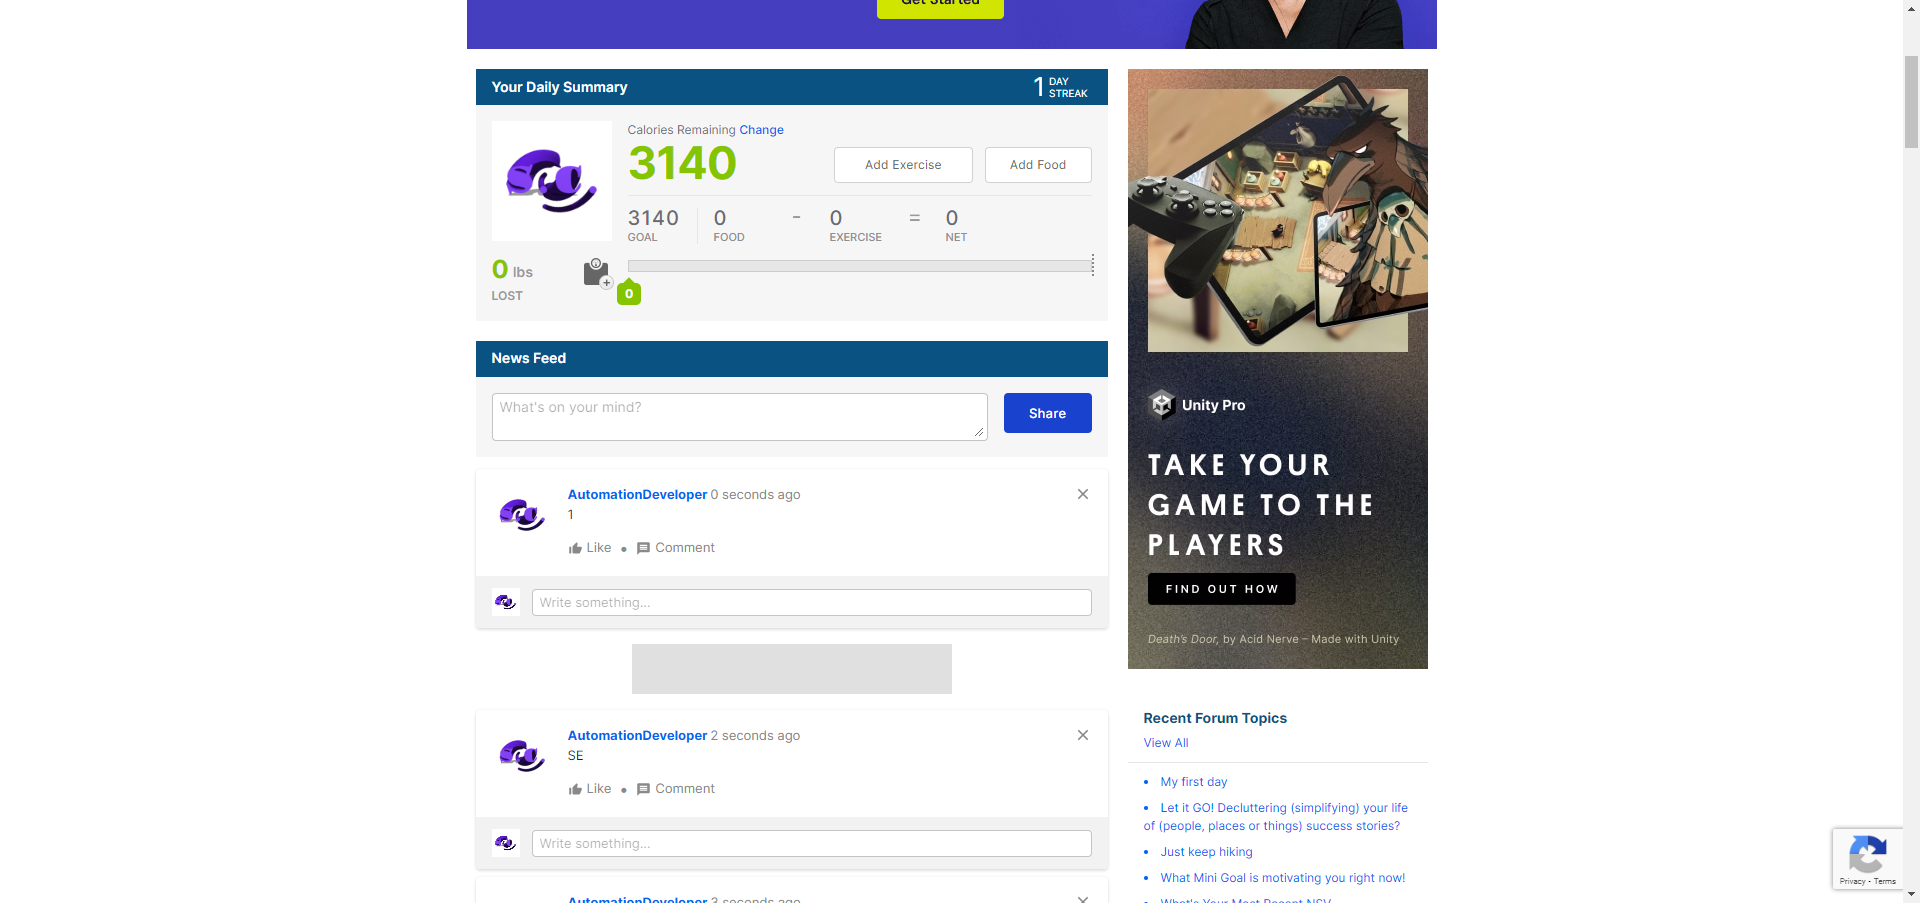 Get Started
Your Daily Summary
1 DAY STREAK
Calories Remaining Change
3140
Add Exercise
Add Food
3140
GOAL
0
FOOD
-
0
EXERCISE
=
0
NET
0 lbs
LOST
0
News Feed
What's on your mind?
Share
AutomationDeveloper 0 seconds ago
1
Like
Comment
Write something...
AutomationDeveloper 2 seconds ago
SE
Like
Comment
Write something...
AutomationDeveloper 3 seconds ago
Unity Pro
TAKE YOUR
GAME TO THE
PLAYERS
FIND OUT HOW
Death's Door, by Acid Nerve – Made with Unity
Recent Forum Topics
View All
My first day
Let it GO! Decluttering (simplifying) your life
of (people, places or things) success stories?
Just keep hiking
What Mini Goal is motivating you right now!
What's Your Most Recent NSV
Privacy - Terms